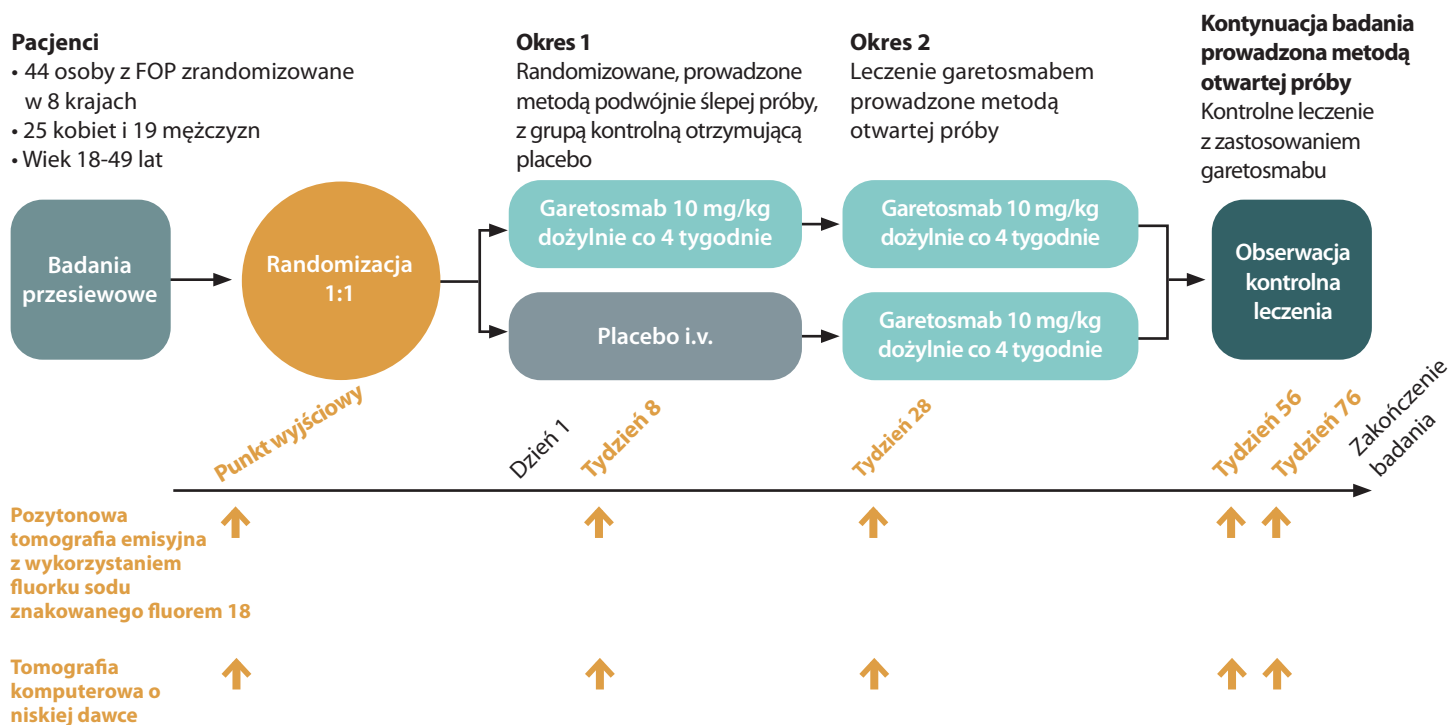 Pacjenci
• 44 osoby z FOP zrandomizowane
w 8 krajach
• 25 kobiet i 19 mężczyzn
• Wiek 18-49 lat
Okres 1
Randomizowane, prowadzone
metodą podwójnie ślepej próby,
z grupą kontrolną otrzymującą
placebo
Okres 2
Leczenie garetosmabem
prowadzone metodą
otwartej próby
Kontynuacja badania
prowadzona metodą
otwartej próby
Kontrolne leczenie
z zastosowaniem
garetosmabu
Badania
przesiewowe
Randomizacja
1:1
Garetosmab 10 mg/kg
dożylnie co 4 tygodnie
Placebo i.v.
Garetosmab 10 mg/kg
dożylnie co 4 tygodnie
Garetosmab 10 mg/kg
dożylnie co 4 tygodnie
Obserwacja
kontrolna
leczenia
Punkt wyjściowy
Dzień 1
Tydzień 8
Tydzień 28
Tydzień 56
Tydzień 76
Zakończenie
badania
Pozytonowa
tomografia emisyjna
z wykorzystaniem
fluorku sodu
znakowanego fluorem 18
Tomografia
komputerowa o
niskiej dawce